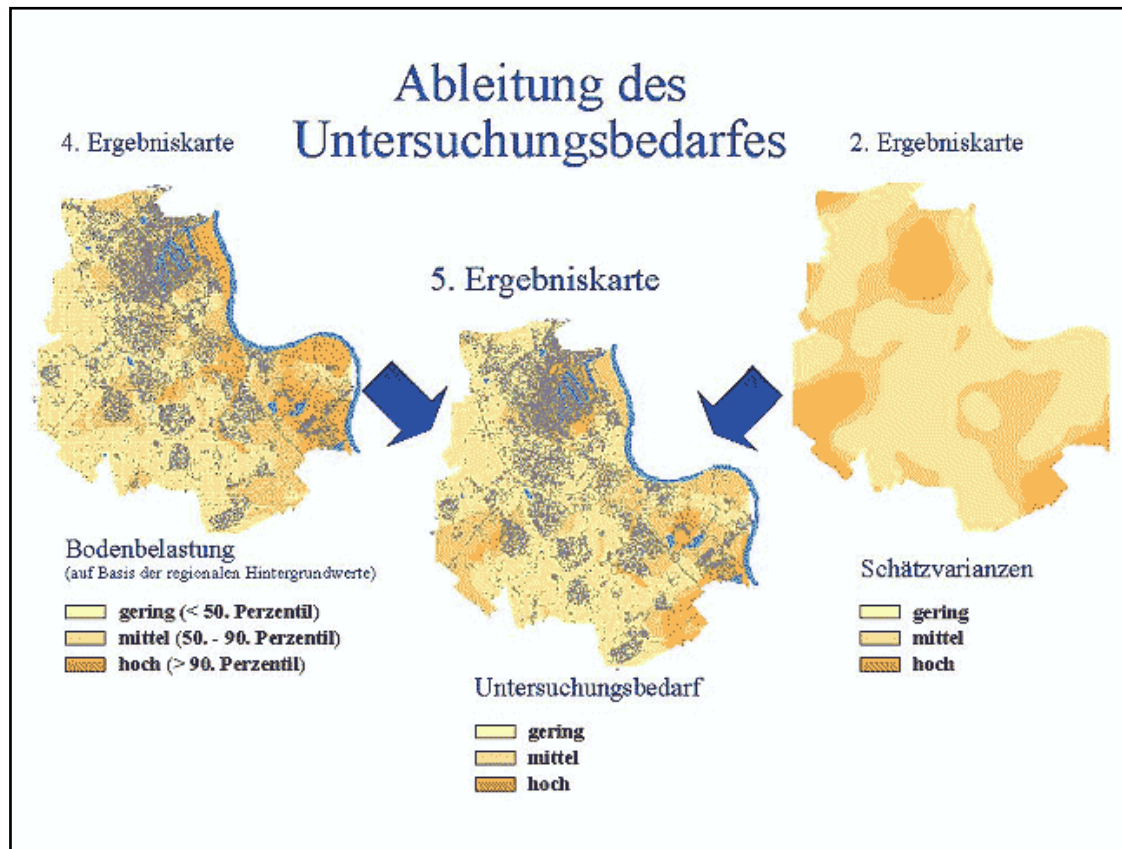 Ableitung des
Untersuchungsbedarfes
4. Ergebniskarte
2. Ergebniskarte
5. Ergebniskarte
Bodenbelastung
(auf Basis der regionalen Hintergrundwerte)
gering (< 50. Perzentil)
mittel (50. - 90. Perzentil)
hoch (> 90. Perzentil)
Untersuchungsbedarf
gering
mittel
hoch
Schätzvarianzen
gering
mittel
hoch